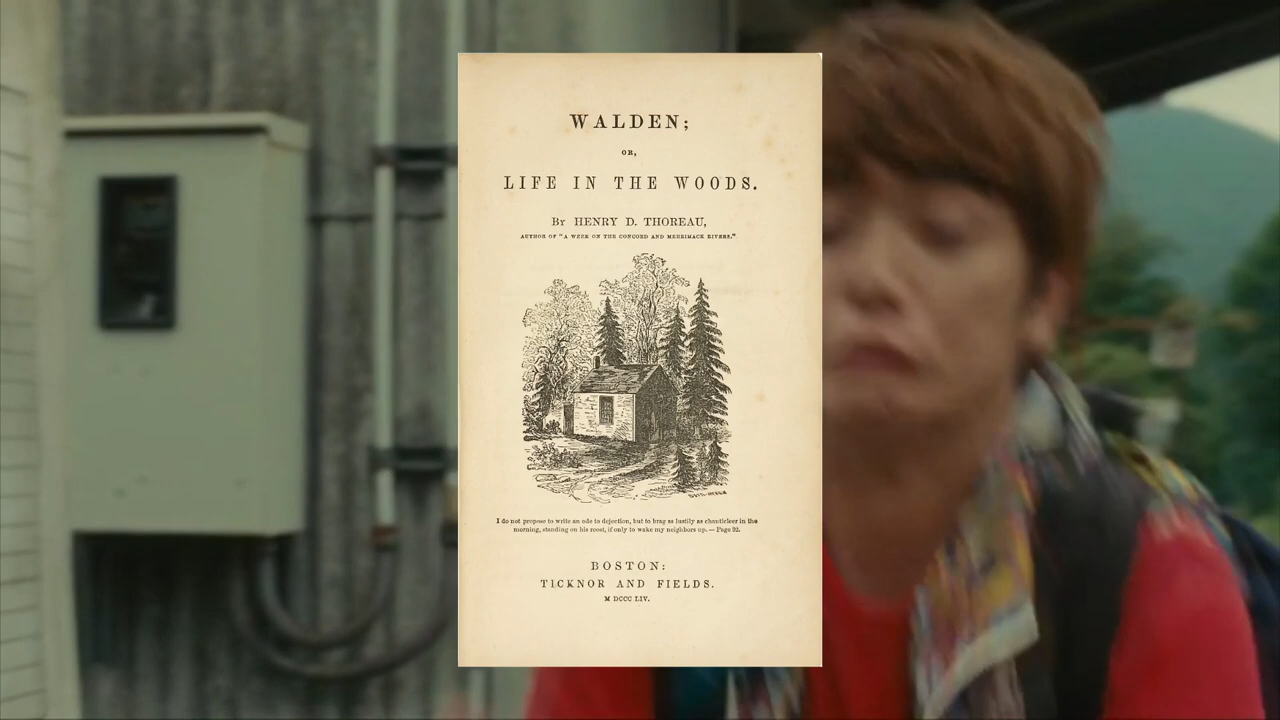 WALDEN;
OR,
LIFE IN THE WOODS.
By HENRY D. THOREAU,
AUTHOR OF "A WEEK ON THE CONCORD AND MERRIMACK RIVERS."
I do not propose to write an ode to dejection, but to brag as lustily as chanticleer in the
morning, standing on his roost, if only to wake my neighbors up. — Page 92.
BOSTON:
TICKNOR AND FIELDS.
M DCCC LIV.